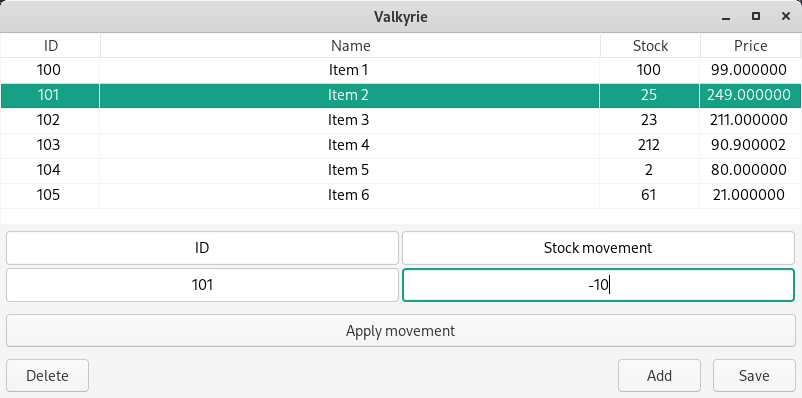 Valkyrie
ID Name Stock Price
100 Item 1 100 99.000000
101 Item 2 25 249.000000
102 Item 3 23 211.000000
103 Item 4 212 90.900002
104 Item 5 2 80.000000
105 Item 6 61 21.000000
ID Stock movement
101 -10
Apply movement
Delete Add Save